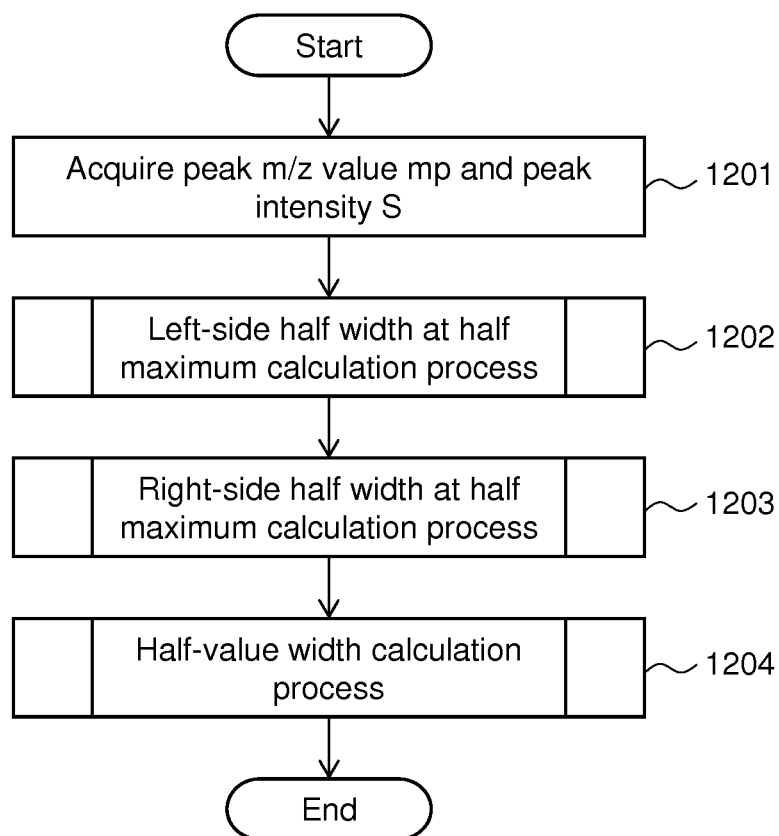 Start
Acquire peak m/z value mp and peak
intensity S
1201
Left-side half width at half
maximum calculation process
1202
Right-side half width at half
maximum calculation process
1203
Half-value width calculation
process
1204
End